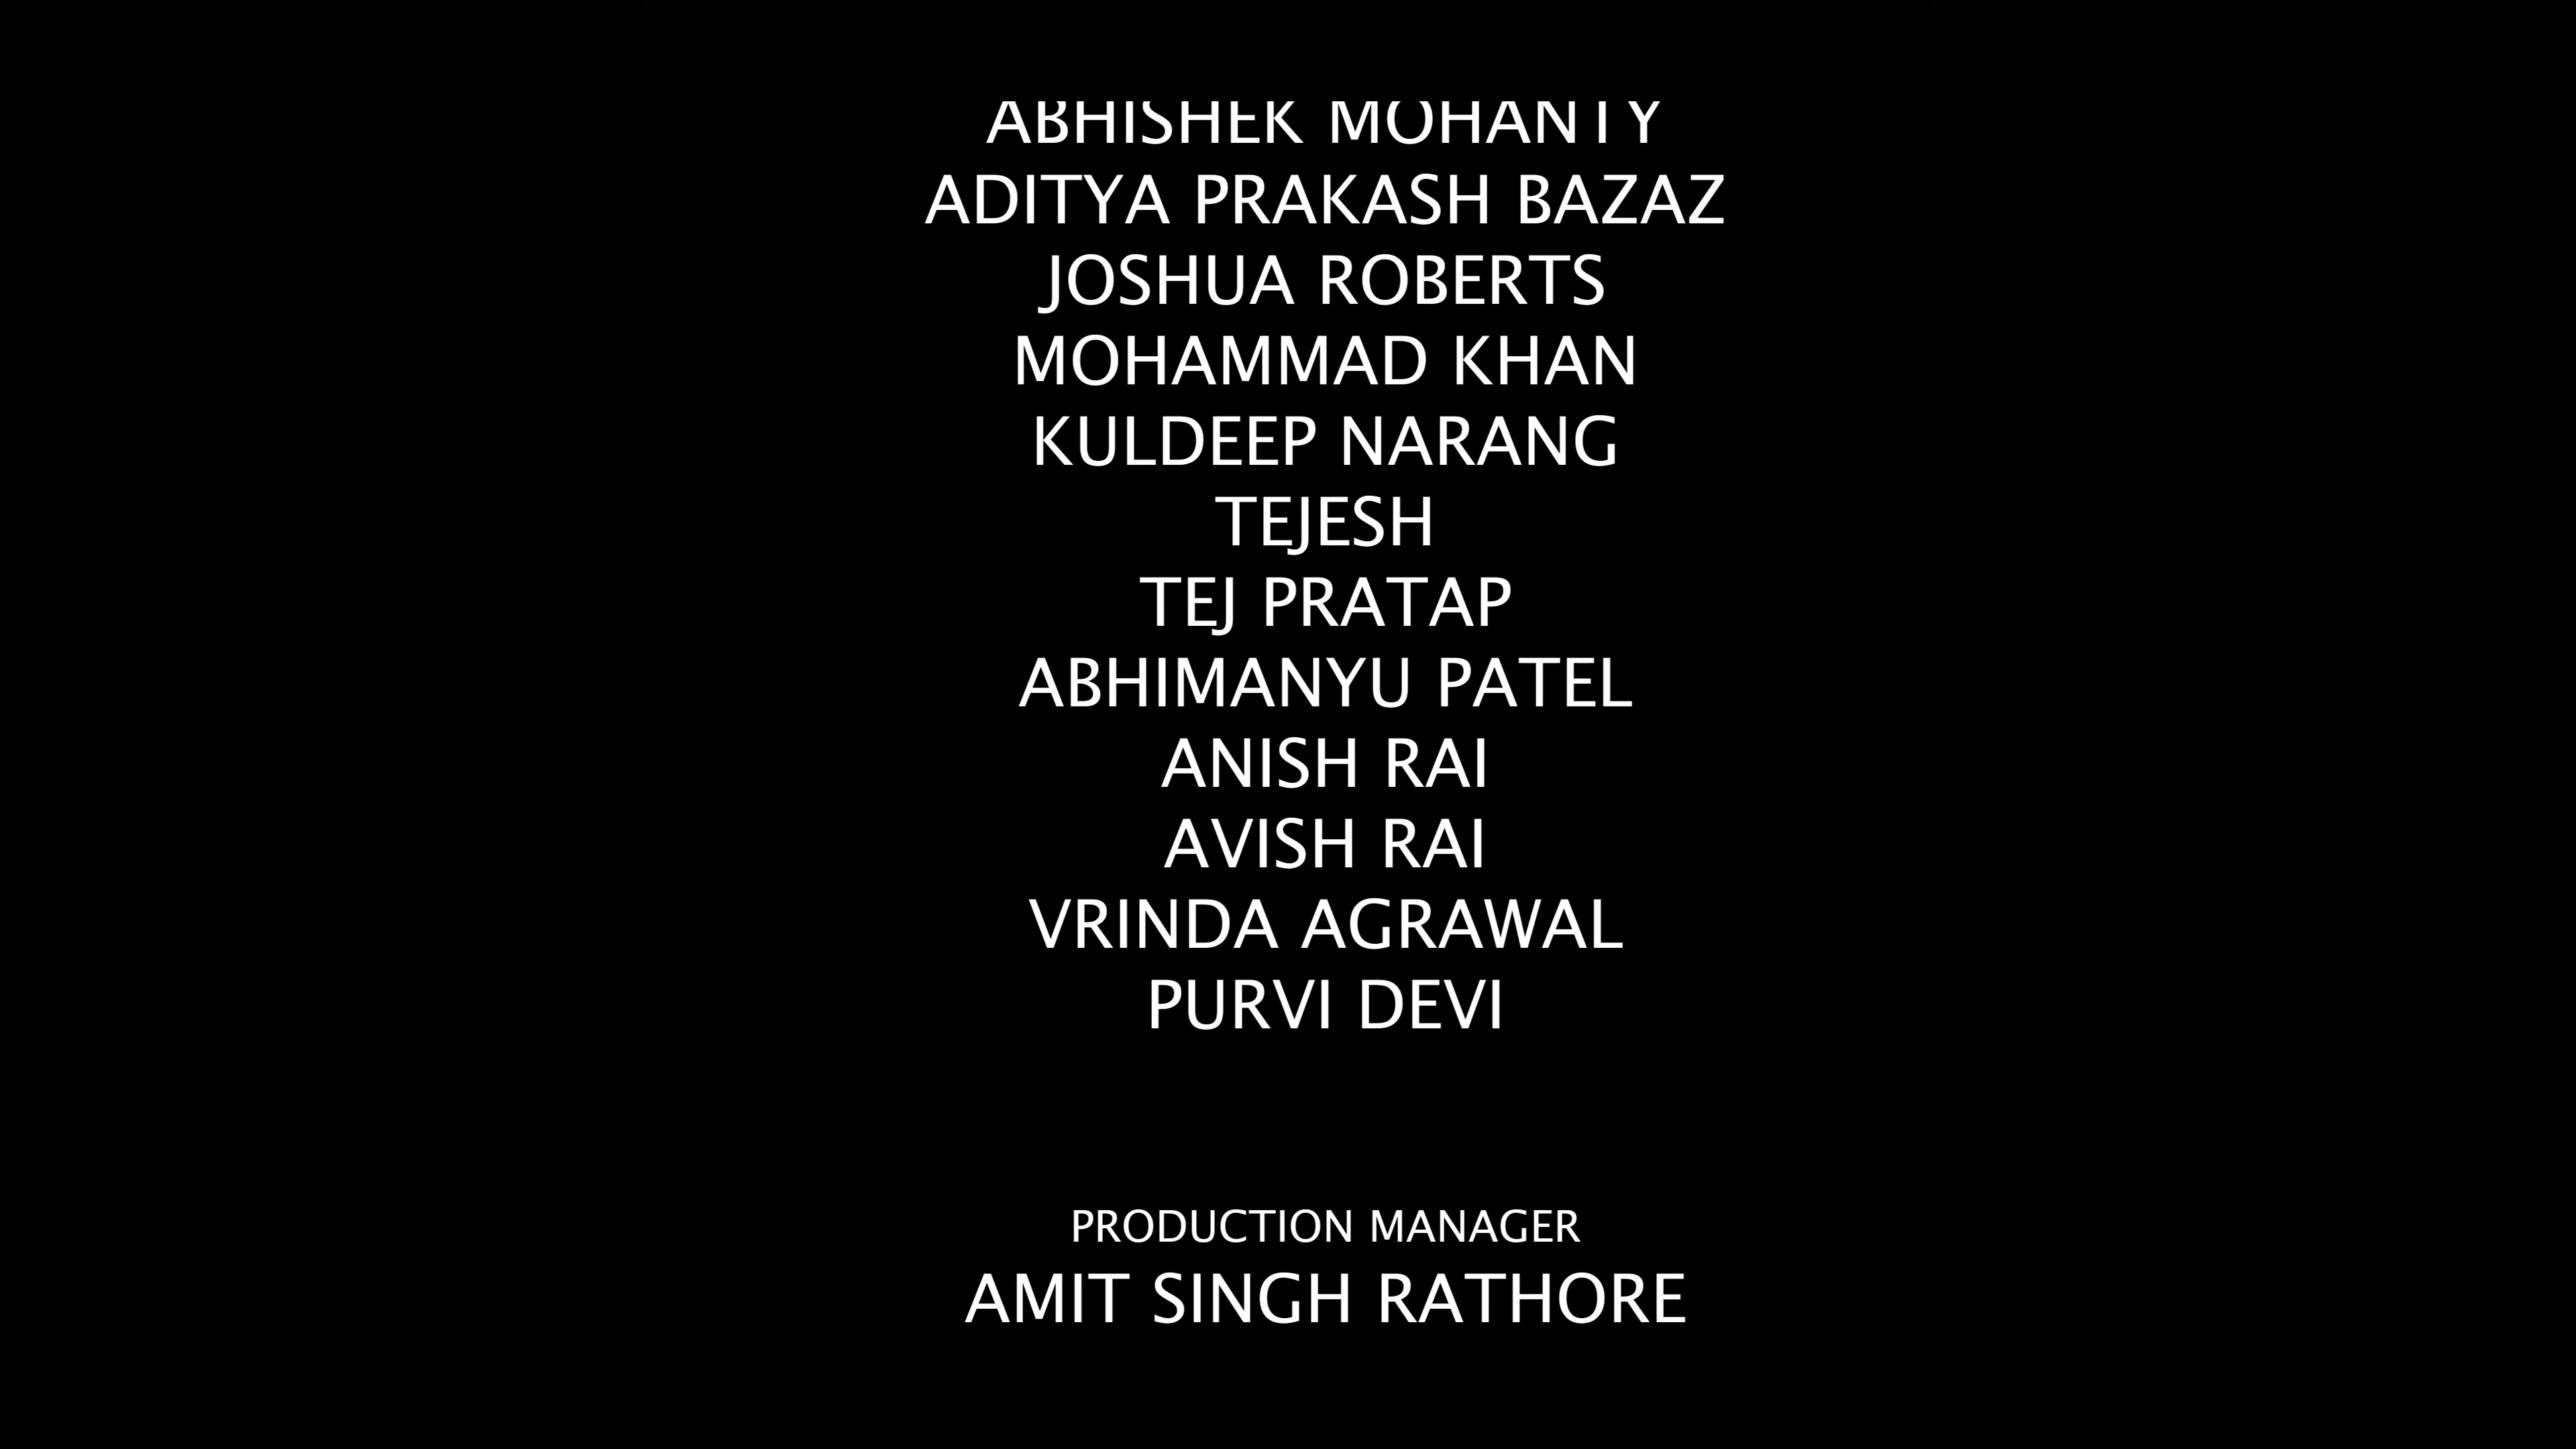 ABHISHEK MOHANTY
ADITYA PRAKASH BAZAZ
JOSHUA ROBERTS
MOHAMMAD KHAN
KULDEEP NARANG
TEJESH
TEJ PRATAP
ABHIMANYU PATEL
ANISH RAI
AVISH RAI
VRINDA AGRAWAL
PURVI DEVI
PRODUCTION MANAGER
AMIT SINGH RATHORE